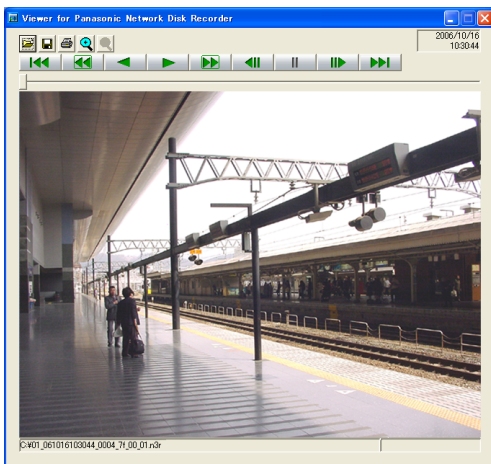 Viewer for Panasonic Network Disk Recorder
2006/10/16
10:30:44
C:¥01_061016103044_0004_7f_00_01.n3r